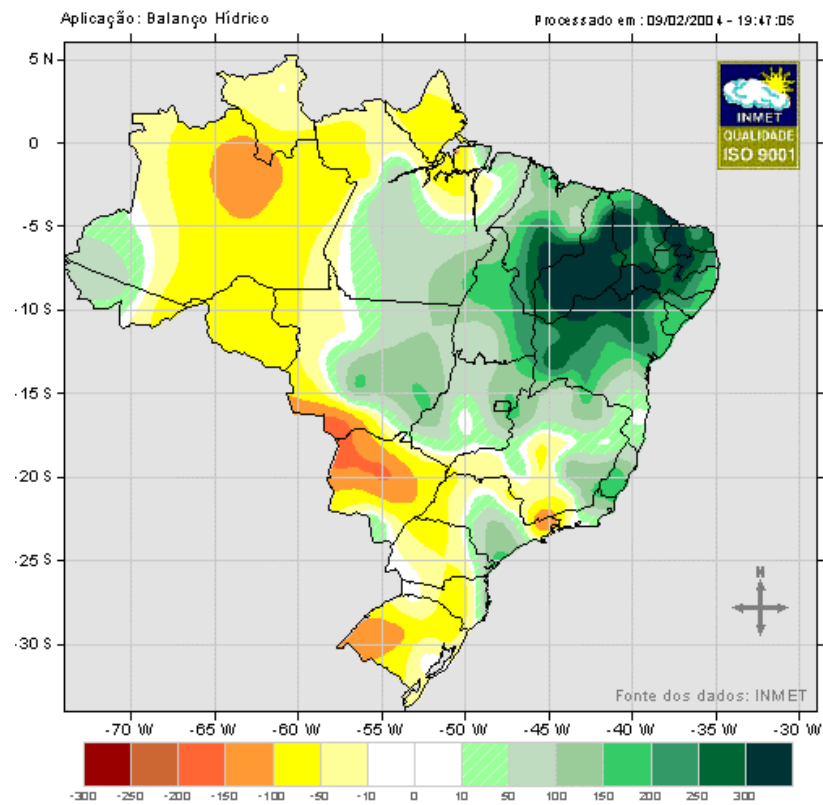 Aplicação: Balanço Hídrico
Processado em : 09/02/2004 - 19:47:05
5 N
0
-5 S
-10 S
-15 S
-20 S
-25 S
-30 S
INMET
QUALIDADE
ISO 9001
N
Fonte dos dados: INMET
-70 W -65 W -60 W -55 W -50 W -45 W -40 W -35 W -30 W
-300 -250 -200 -150 -100 -50 -10 0 10 50 100 150 200 250 300